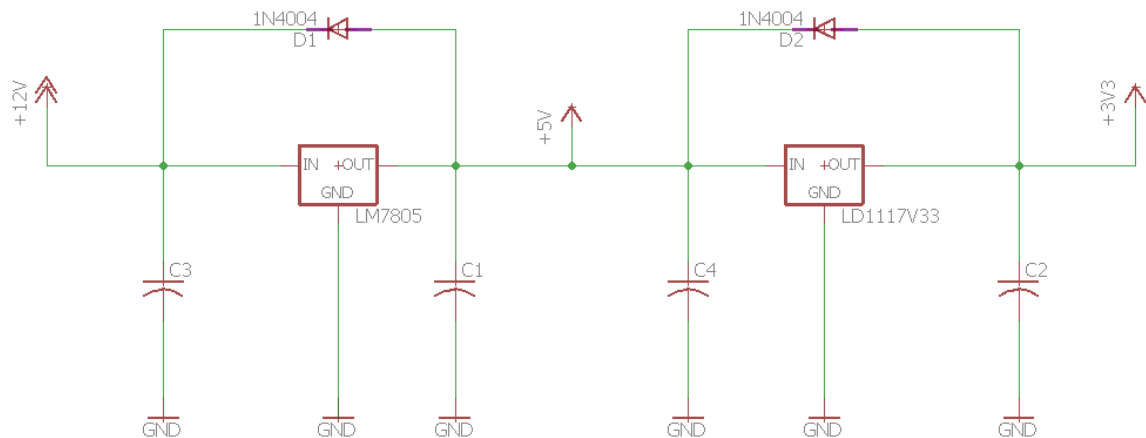 1N4004
D1
1N4004
D2
+12V
+5V
+3V3
IN +OUT
GND
LM7805
IN +OUT
GND
LD1117V33
C3
C1
C4
C2
GND
GND
GND
GND
GND
GND